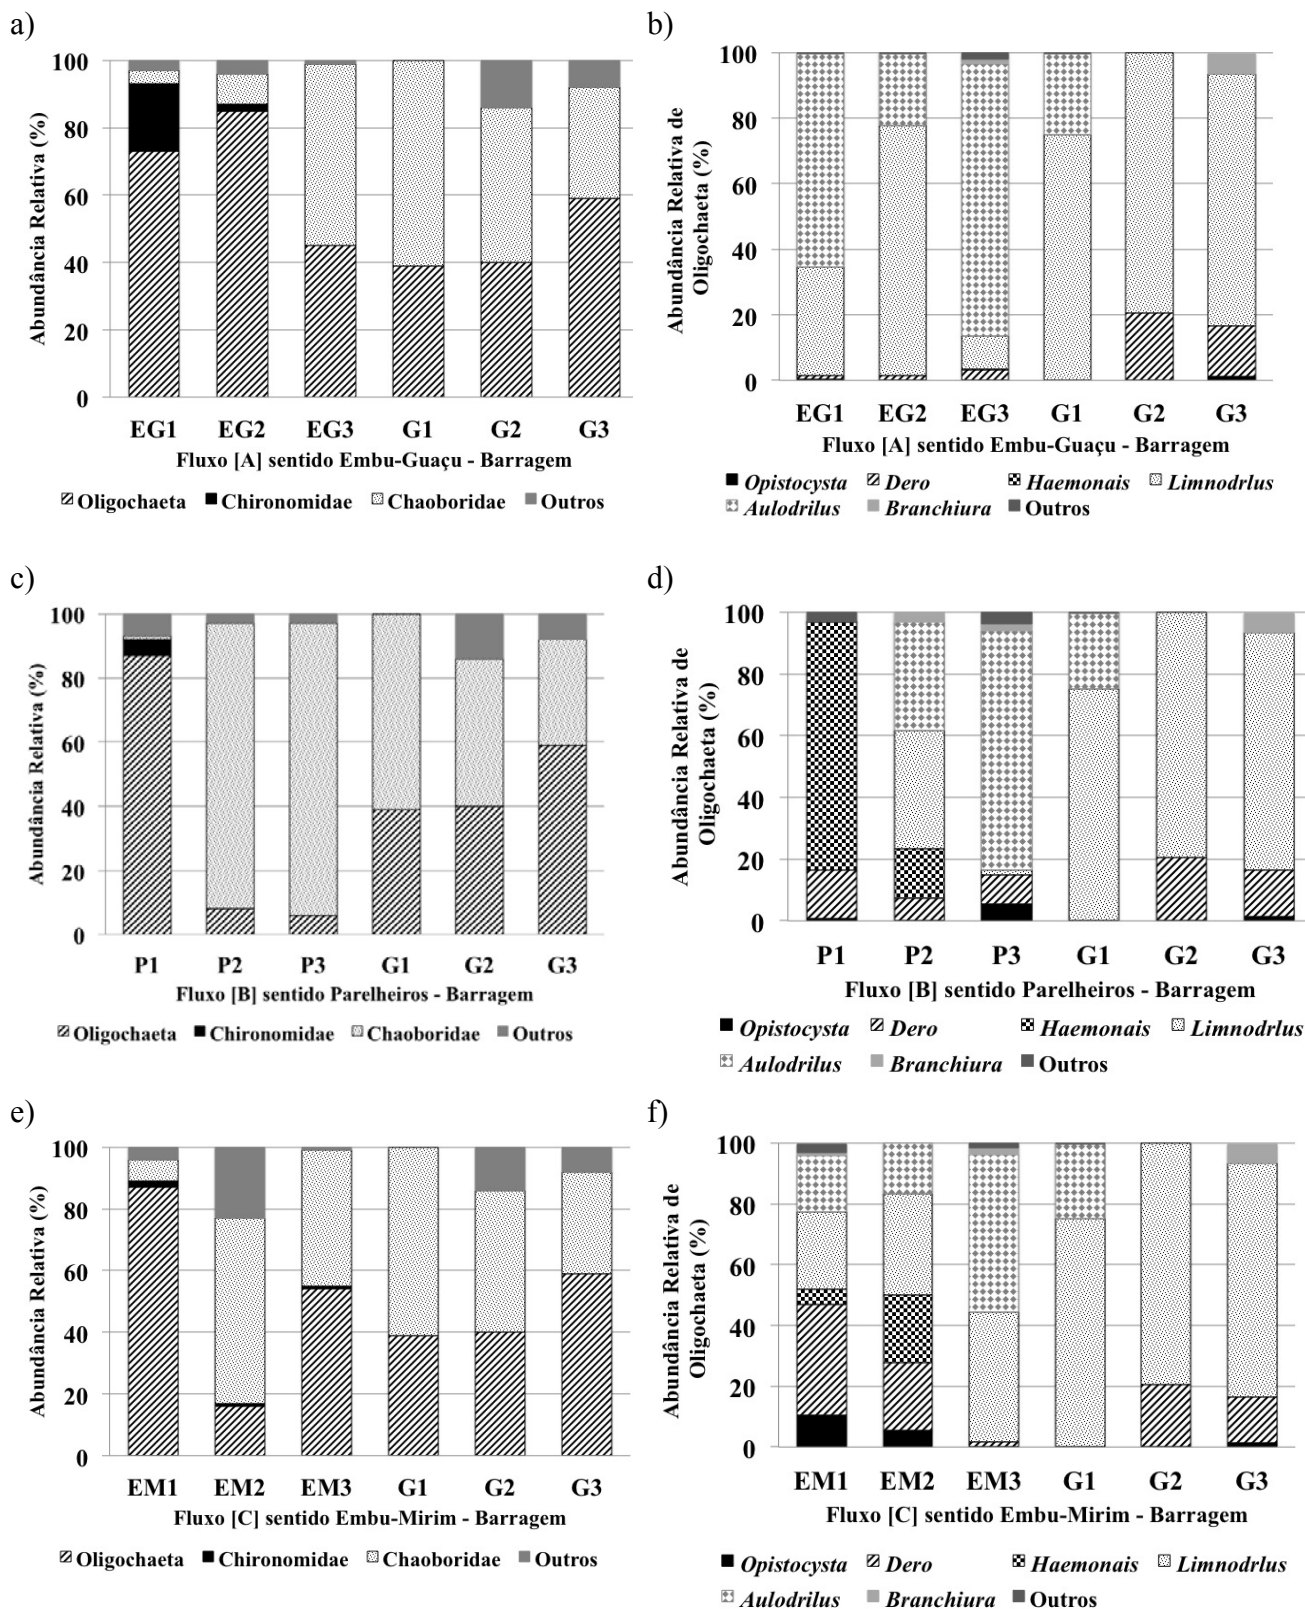 a)
Abundância Relativa (%)
100
80
60
40
20
0
EG1 EG2 EG3 G1 G2 G3
Fluxo [A] sentido Embu-Guaçu - Barragem
Oligochaeta Chironomidae Chaoboridae Outros
b)
Abundância Relativa de
Oligochaeta (%)
100
80
60
40
20
0
EG1 EG2 EG3 G1 G2 G3
Fluxo [A] sentido Embu-Guaçu - Barragem
Opistocysta Dero Haemonais Limnodrlus
Aulodrilus Branchiura Outros
c)
Abundância Relativa (%)
100
80
60
40
20
0
P1 P2 P3 G1 G2 G3
Fluxo [B] sentido Parelheiros - Barragem
Oligochaeta Chironomidae Chaoboridae Outros
d)
Abundância Relativa de
Oligochaeta (%)
100
80
60
40
20
0
P1 P2 P3 G1 G2 G3
Fluxo [B] sentido Parelheiros - Barragem
Opistocysta Dero Haemonais Limnodrlus
Aulodrilus Branchiura Outros
e)
Abundância Relativa (%)
100
80
60
40
20
0
EM1 EM2 EM3 G1 G2 G3
Fluxo [C] sentido Embu-Mirim - Barragem
Oligochaeta Chironomidae Chaoboridae Outros
f)
Abundância Relativa de
Oligochaeta (%)
100
80
60
40
20
0
EM1 EM2 EM3 G1 G2 G3
Fluxo [C] sentido Embu-Mirim - Barragem
Opistocysta Dero Haemonais Limnodrlus
Aulodrilus Branchiura Outros